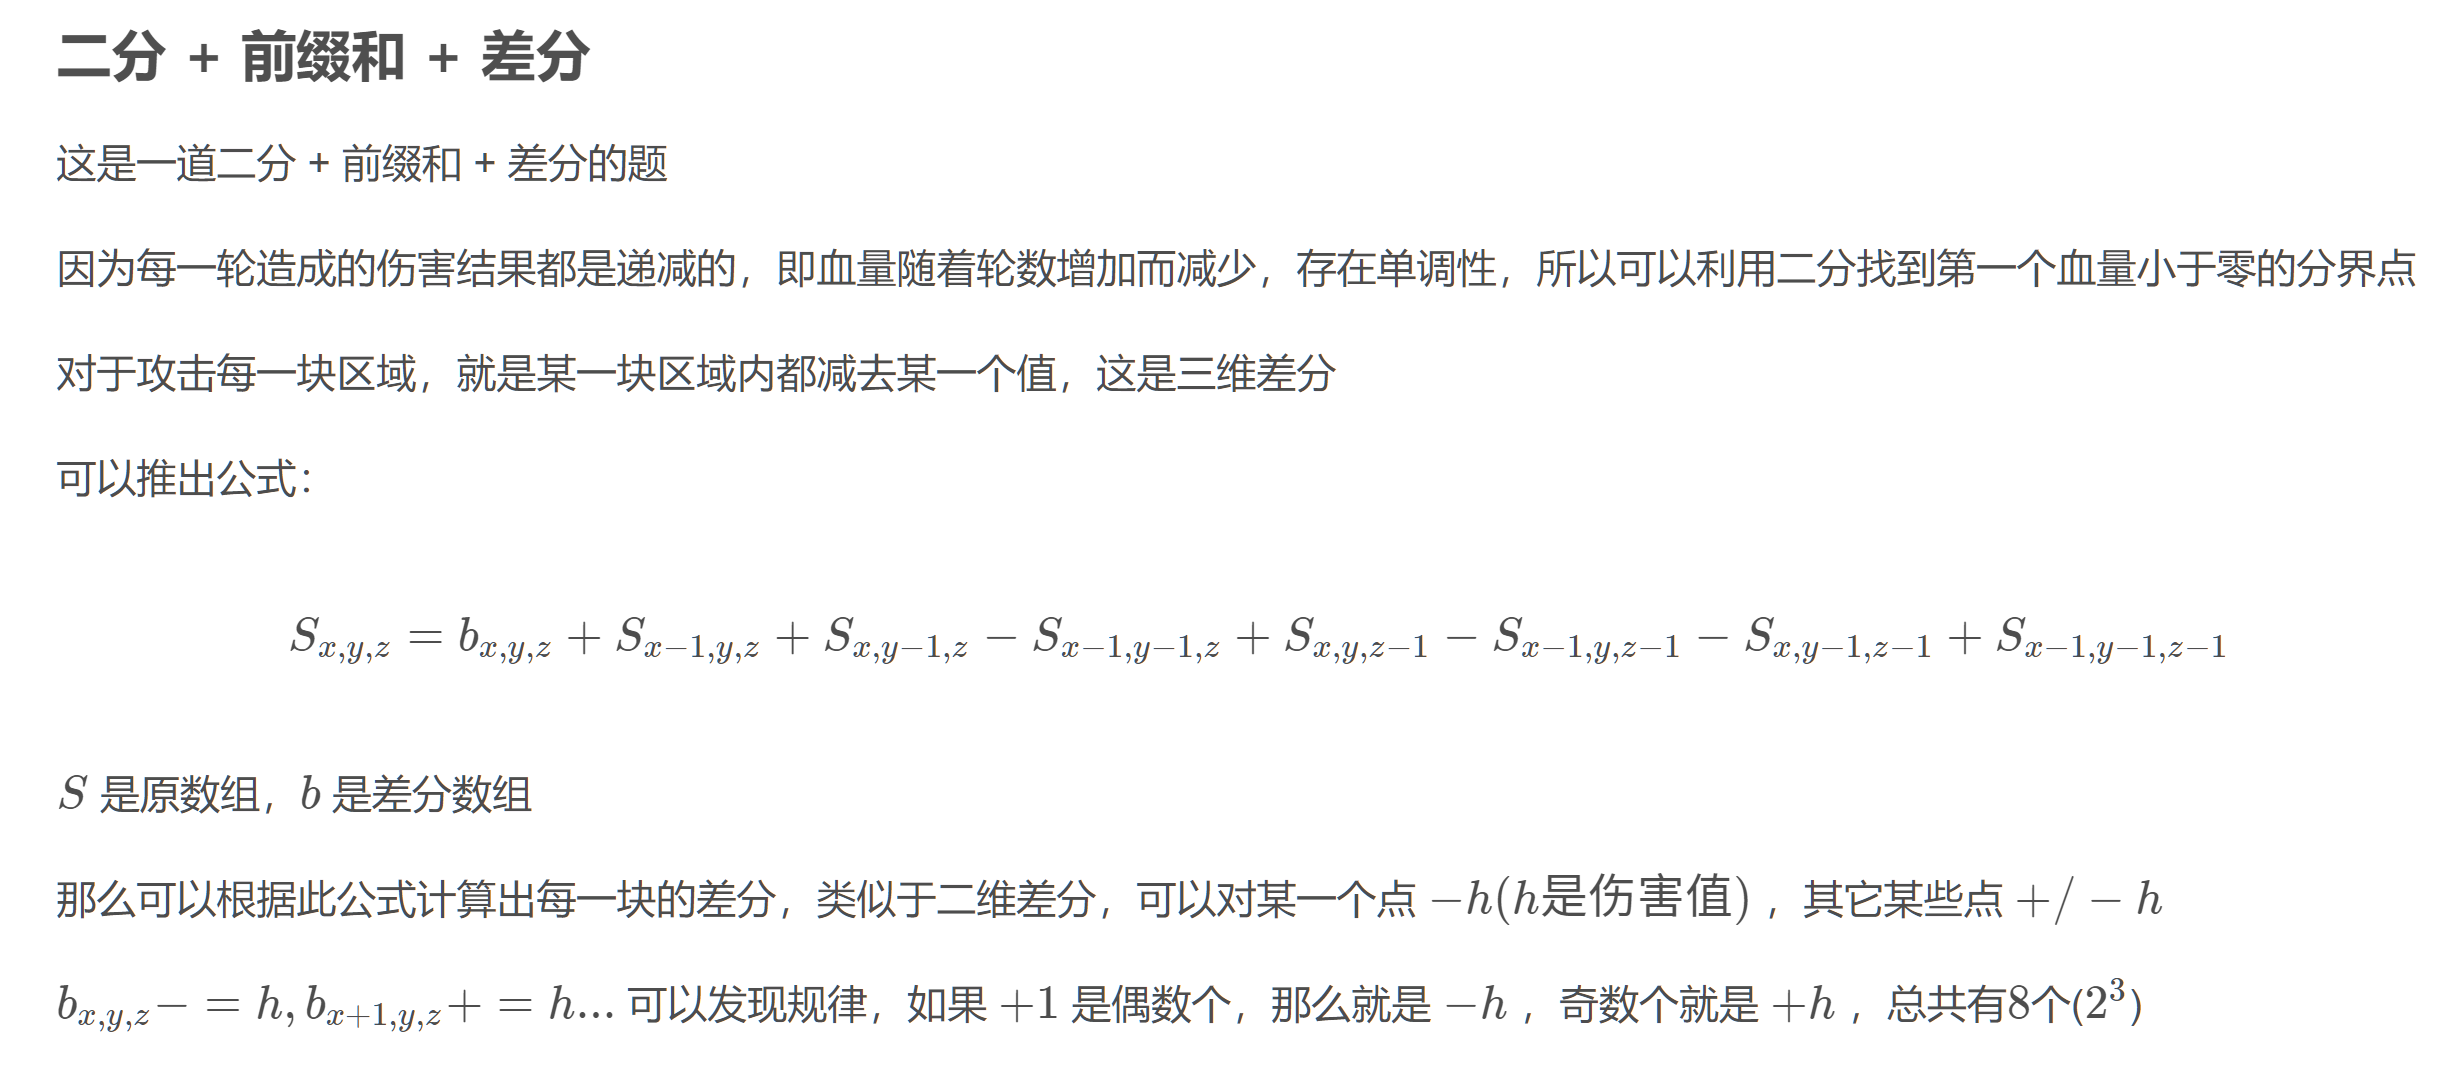 二分 + 前缀和 + 差分
这是一道二分 + 前缀和 + 差分的题
因为每一轮造成的伤害结果都是递减的，即血量随着轮数增加而减少，存在单调性，所以可以利用二分找到第一个血量小于零的分界点
对于攻击每一块区域，就是某一块区域内都减去某一个值，这是三维差分
可以推出公式：
$S_{x,y,z} = b_{x,y,z} + S_{x-1,y,z} + S_{x,y-1,z} - S_{x-1,y-1,z} + S_{x,y,z-1} - S_{x-1,y,z-1} - S_{x,y-1,z-1} + S_{x-1,y-1,z-1}$
$S$ 是原数组，$b$ 是差分数组
那么可以根据此公式计算出每一块的差分，类似于二维差分，可以对某一个点 $-h(h是伤害值)$ ，其它某些点 $+/-h$
$b_{x,y,z}-=h,b_{x+1,y,z}+=h...$ 可以发现规律，如果 $+1$ 是偶数个，那么就是 $-h$ ，奇数个就是 $+h$ ，总共有$8$个($2^3$)